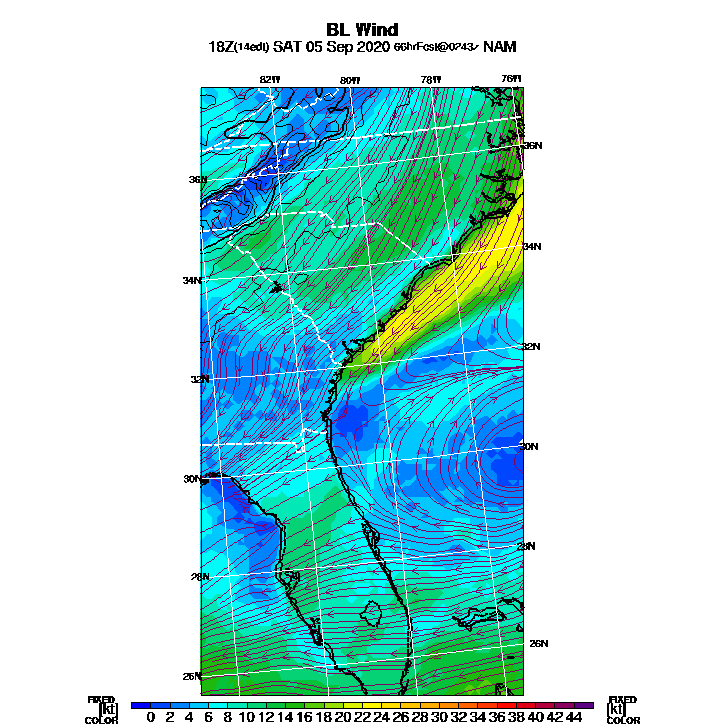 BL Wind
18Z(14edt) SAT 05 Sep 2020 66hrFcst@0243z NAM
82W 80W 78W 76W
36N 36N
34N 34N
32N 32N
30N 30N
28N 28N
26N 26N
FIXED [kt] COLOR 0 2 4 6 8 10 12 14 16 18 20 22 24 26 28 30 32 34 36 38 40 42 44 FIXED [kt] COLOR